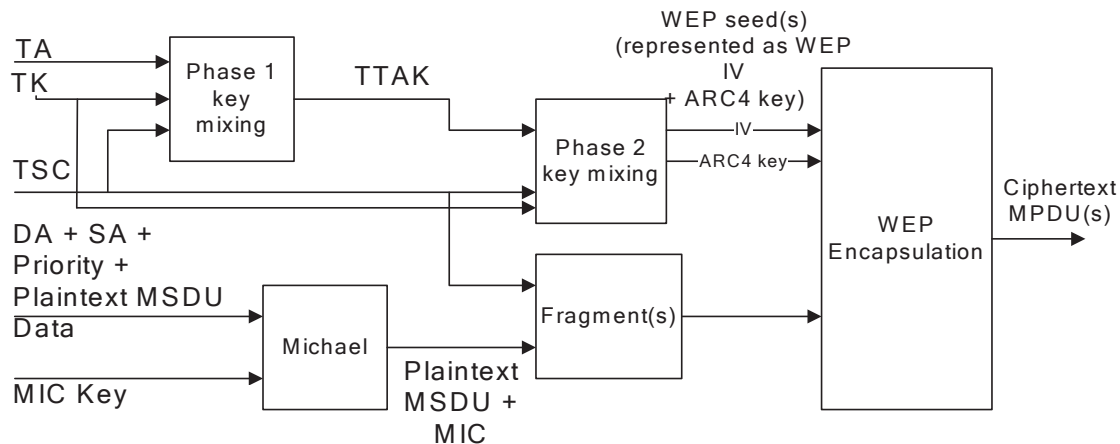 TA
TK
TSC
Phase 1
key
mixing
TTAK
WEP seed(s)
(represented as WEP
IV
+ ARC4 key)
Phase 2
key mixing
IV
ARC4 key
WEP
Encapsulation
Ciphertext
MPDU(s)
DA + SA +
Priority +
Plaintext MSDU
Data
MIC Key
Michael
Plaintext
MSDU +
MIC
Fragment(s)